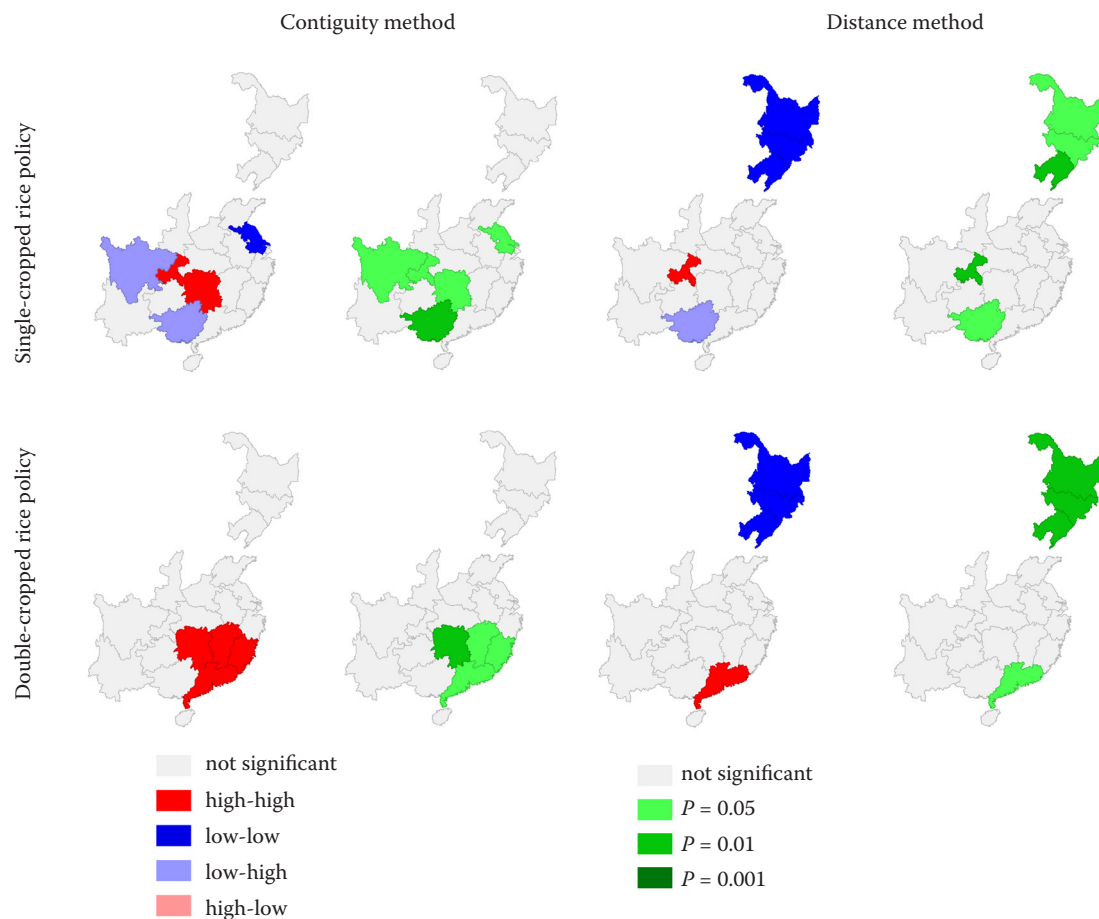 Contiguity method
Distance method
Single-cropped rice policy
Double-cropped rice policy
not significant
high-high
low-low
low-high
high-low
not significant
P = 0.05
P = 0.01
P = 0.001